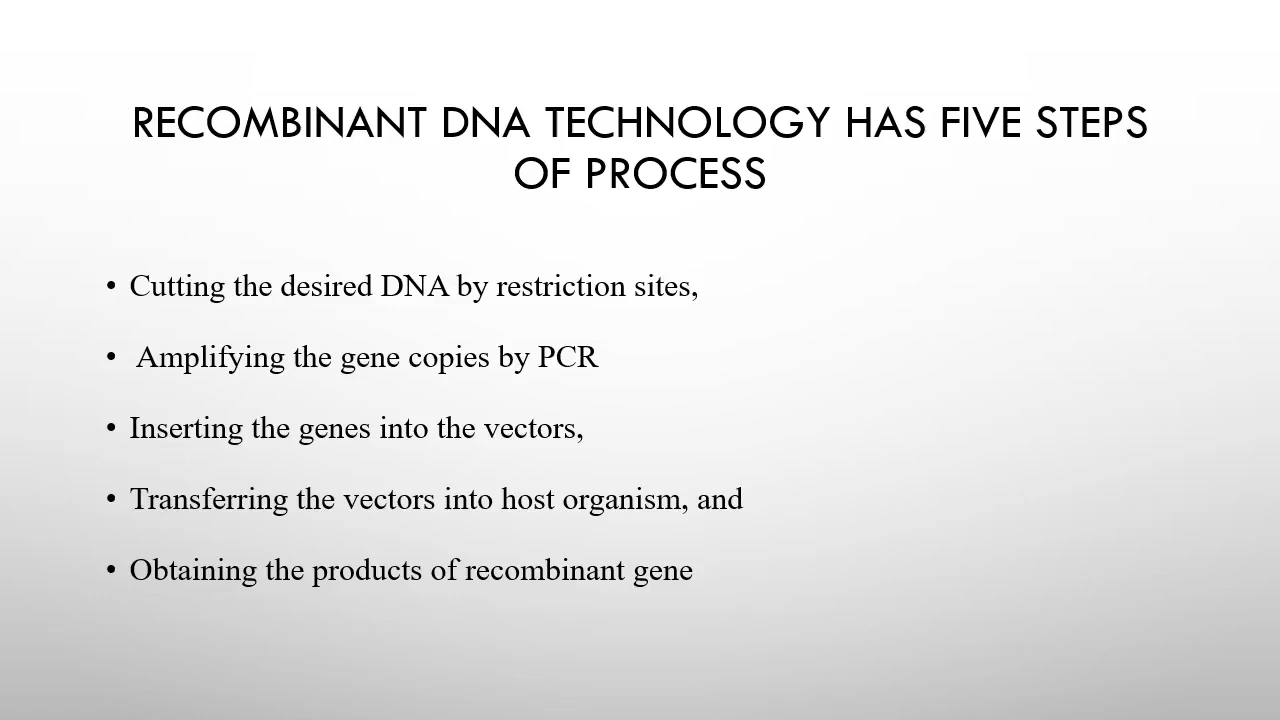 RECOMBINANT DNA TECHNOLOGY HAS FIVE STEPS
OF PROCESS
• Cutting the desired DNA by restriction sites,
• Amplifying the gene copies by PCR
• Inserting the genes into the vectors,
• Transferring the vectors into host organism, and
• Obtaining the products of recombinant gene